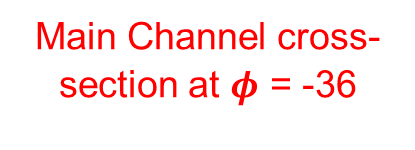 Main Channel cross-
section at ϕ = -36